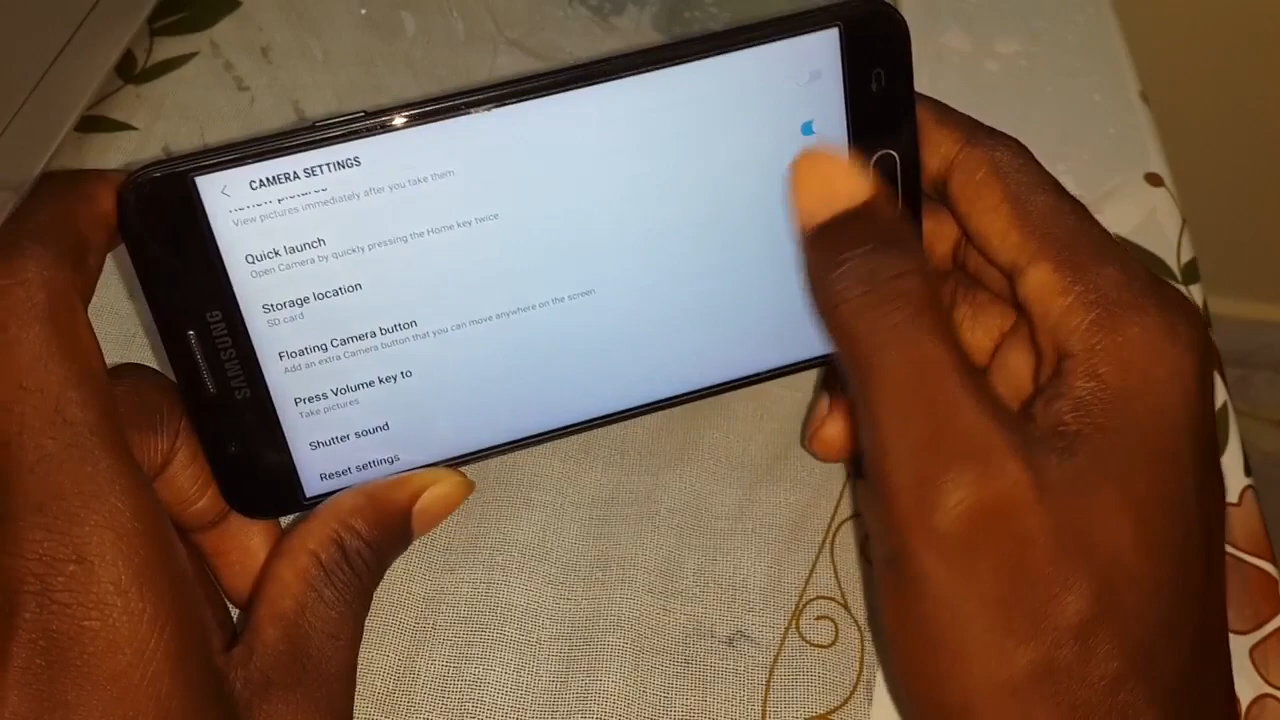 CAMERA SETTINGS
Review pictures
View pictures immediately after you take them
Quick launch
Open Camera by quickly pressing the Home key twice
Storage location
SD card
Floating Camera button
Add an extra Camera button that you can move anywhere on the screen
Press Volume key to
Take pictures
Shutter sound
Reset settings
SAMSUNG